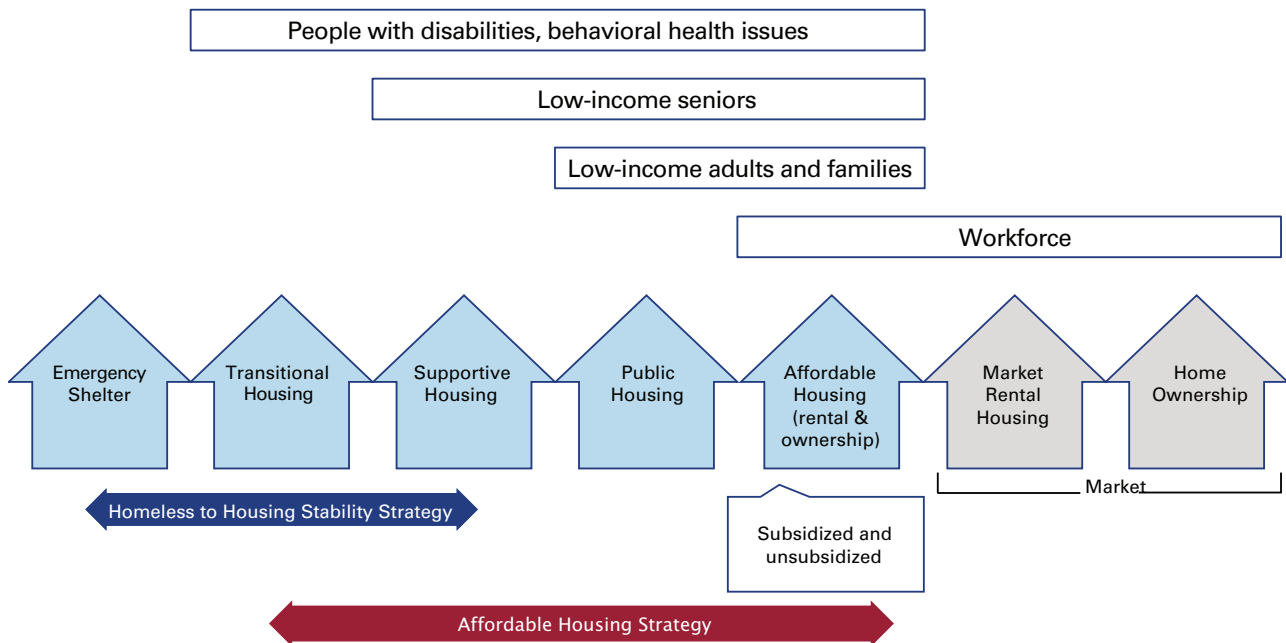 People with disabilities, behavioral health issues
Low-income seniors
Low-income adults and families
Workforce
Emergency
Shelter
Transitional
Housing
Supportive
Housing
Public
Housing
Affordable
Housing
(rental &
ownership)
Market
Rental
Housing
Home
Ownership
Market
Homeless to Housing Stability Strategy
Subsidized and
unsubsidized
Affordable Housing Strategy